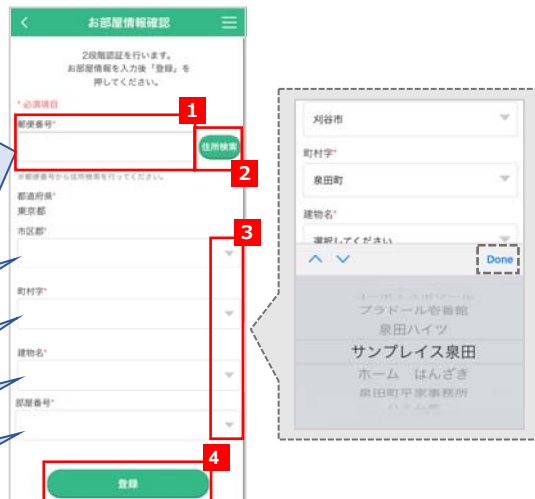 お部屋情報確認
2段階認証を行います。
お部屋情報を入力後「登録」を
押してください。
*必須項目
1
郵便番号*
住所検索
2
※郵便番号から住所検索を行ってください。
都道府県*
東京都
市区郡*
3
町村字*
建物名*
部屋番号*
4
登録
刈谷市
町村字*
泉田町
建物名*
選択してください
Done
プラドール壱番館
泉田ハイツ
サンプレイス泉田
ホーム はんざき
泉田町平家事務所